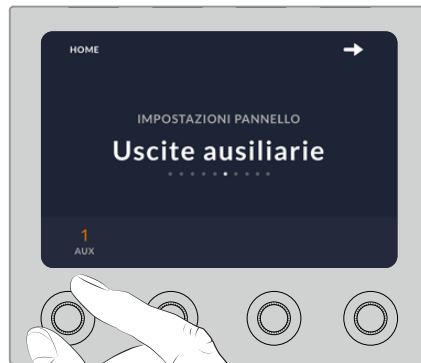 HOME
IMPOSTAZIONI PANNELLO
Uscite ausiliarie
1
AUX